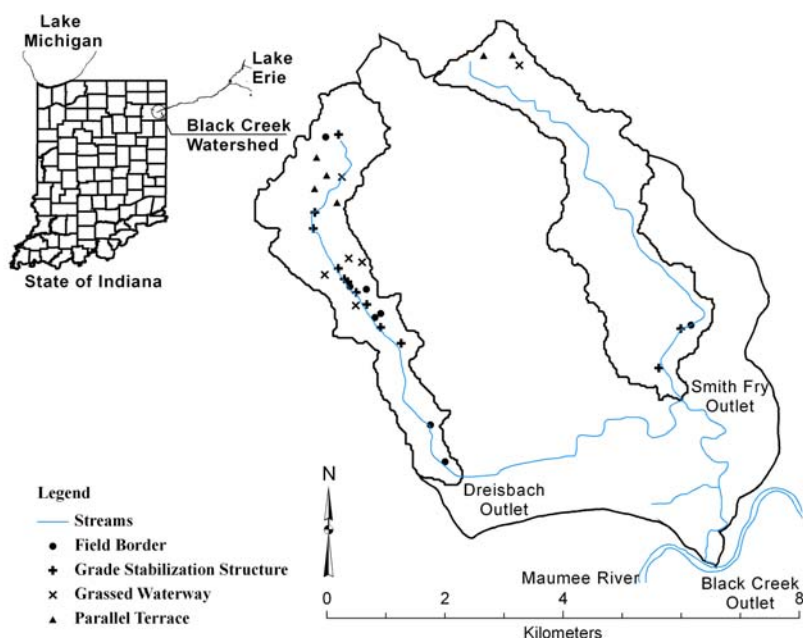 Lake
Michigan
Lake
Erie
Black Creek
Watershed
State of Indiana
Smith Fry
Outlet
Dreisbach
Outlet
Maumee River
Black Creek
Outlet
N
Legend
Streams
Field Border
Grade Stabilization Structure
Grassed Waterway
Parallel Terrace
0 2 4 6 8
Kilometers